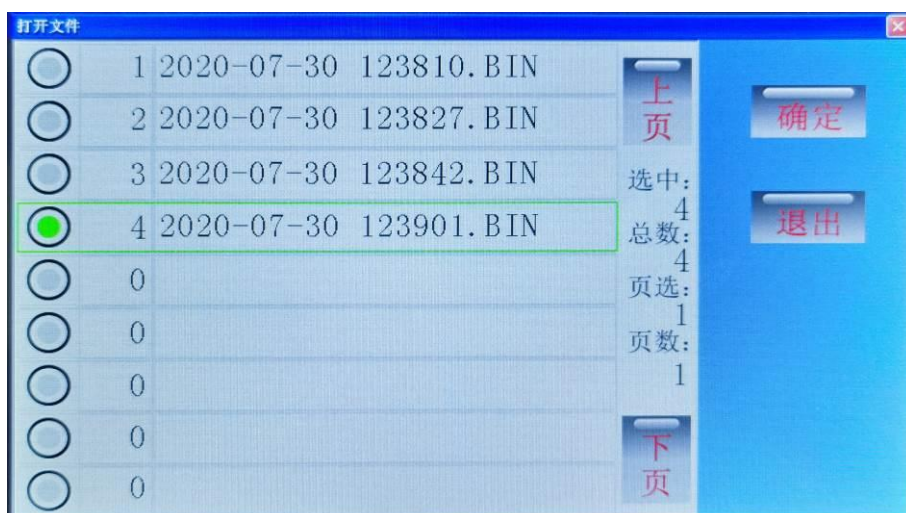 打开文件
1 2020-07-30 123810.BIN
2 2020-07-30 123827.BIN
3 2020-07-30 123842.BIN
4 2020-07-30 123901.BIN
0
0
0
0
0
上页
选中:
4
总数:
4
页选:
1
页数:
1
下页
确定
退出